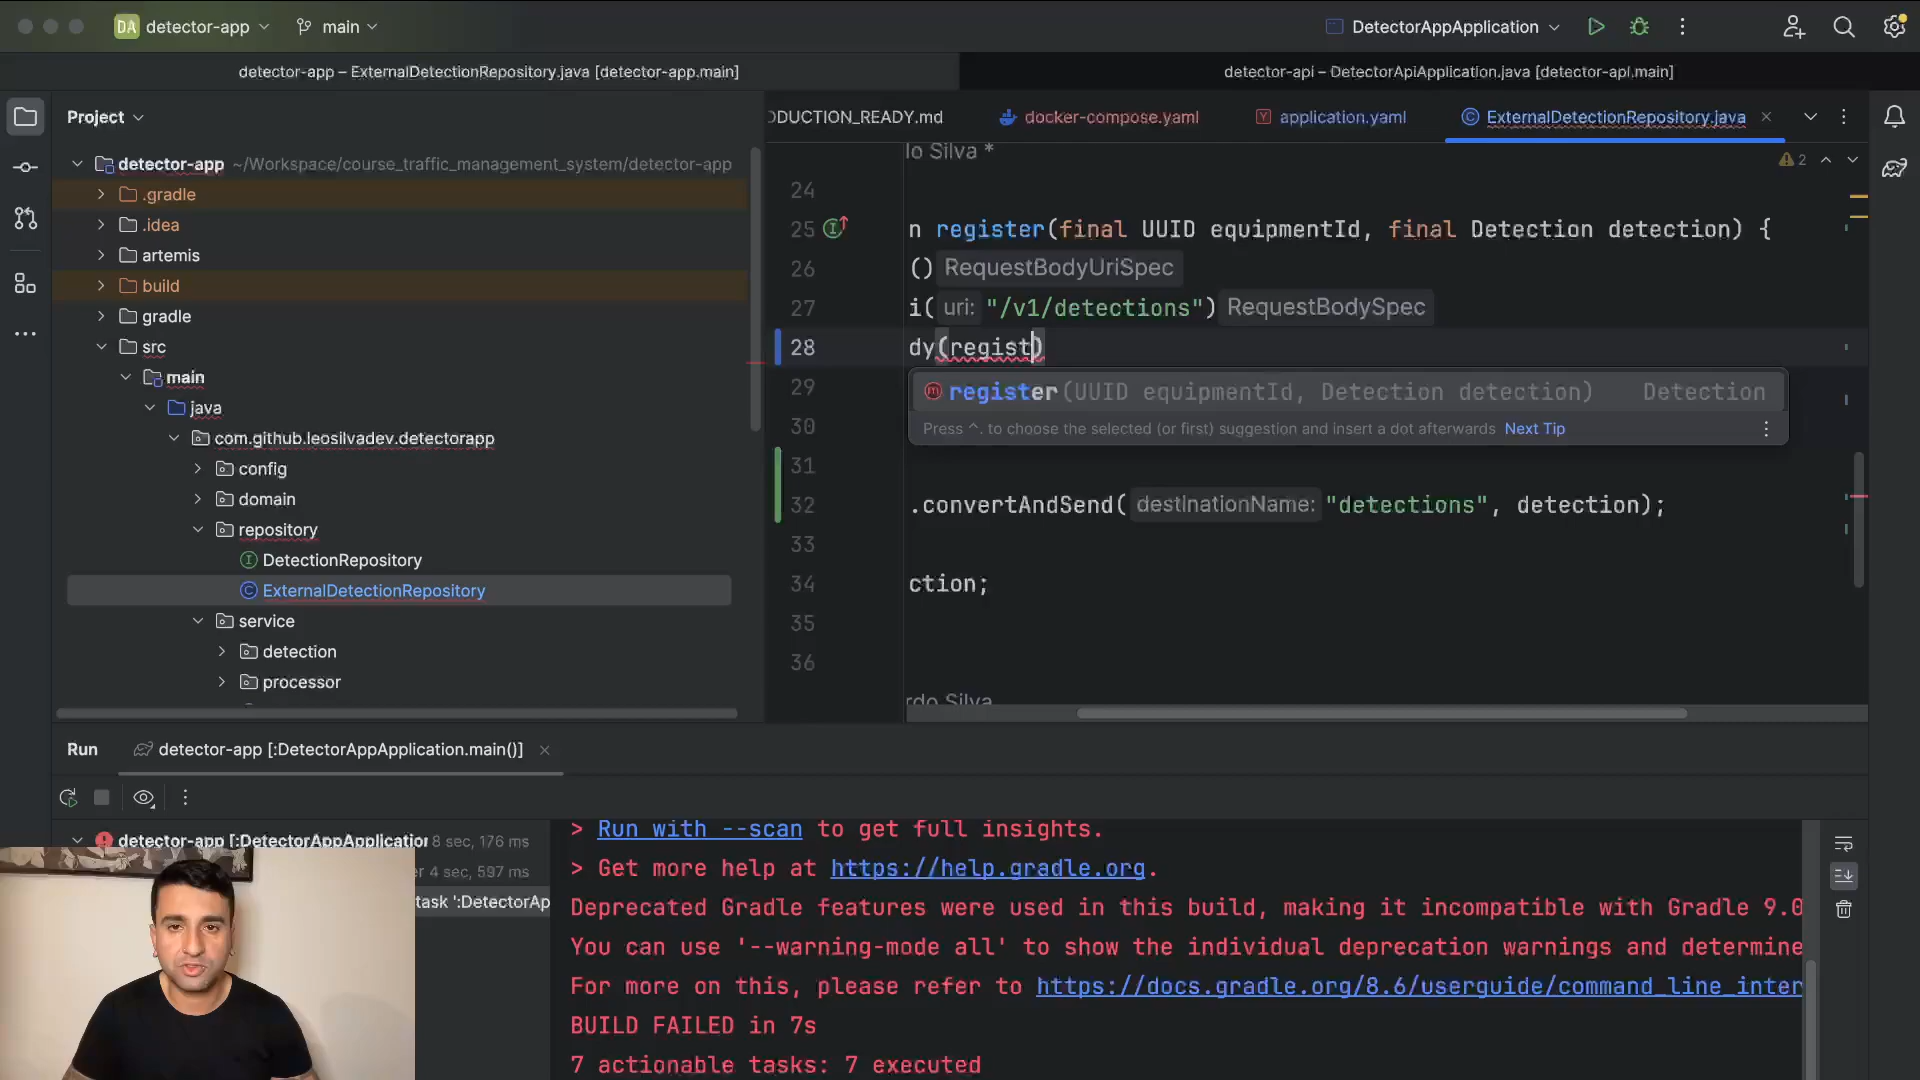 DA detector-app main DetectorAppApplication
detector-app – ExternalDetectionRepository.java [detector-app.main] detector-api – DetectorApiApplication.java [detector-api.main]
Project
ODUCTION_READY.md docker-compose.yaml application.yaml ExternalDetectionRepository.java
detector-app ~/Workspace/course_traffic_management_system/detector-app
.gradle
.idea
artemis
build
gradle
src
main
java
com.github.leosilvadev.detectorapp
config
domain
repository
DetectionRepository
ExternalDetectionRepository
service
detection
processor
do Silva *
2
24
25 n register(final UUID equipmentId, final Detection detection) {
26 () RequestBodyUriSpec
27 i( uri: "/v1/detections") RequestBodySpec
28 dy(regist)
29
register(UUID equipmentId, Detection detection) Detection
Press ^. to choose the selected (or first) suggestion and insert a dot afterwards Next Tip
30
31
32 .convertAndSend( destinationName: "detections", detection);
33
34 ction;
35
36
rdo Silva
Run detector-app [:DetectorAppApplication.main()]
detector-app [:DetectorAppApplication 8 sec, 176 ms
er 4 sec, 597 ms
task ':DetectorAp
> Run with --scan to get full insights.
> Get more help at https://help.gradle.org.
Deprecated Gradle features were used in this build, making it incompatible with Gradle 9.0
You can use '--warning-mode all' to show the individual deprecation warnings and determine
For more on this, please refer to https://docs.gradle.org/8.6/userguide/command_line_inter
BUILD FAILED in 7s
7 actionable tasks: 7 executed